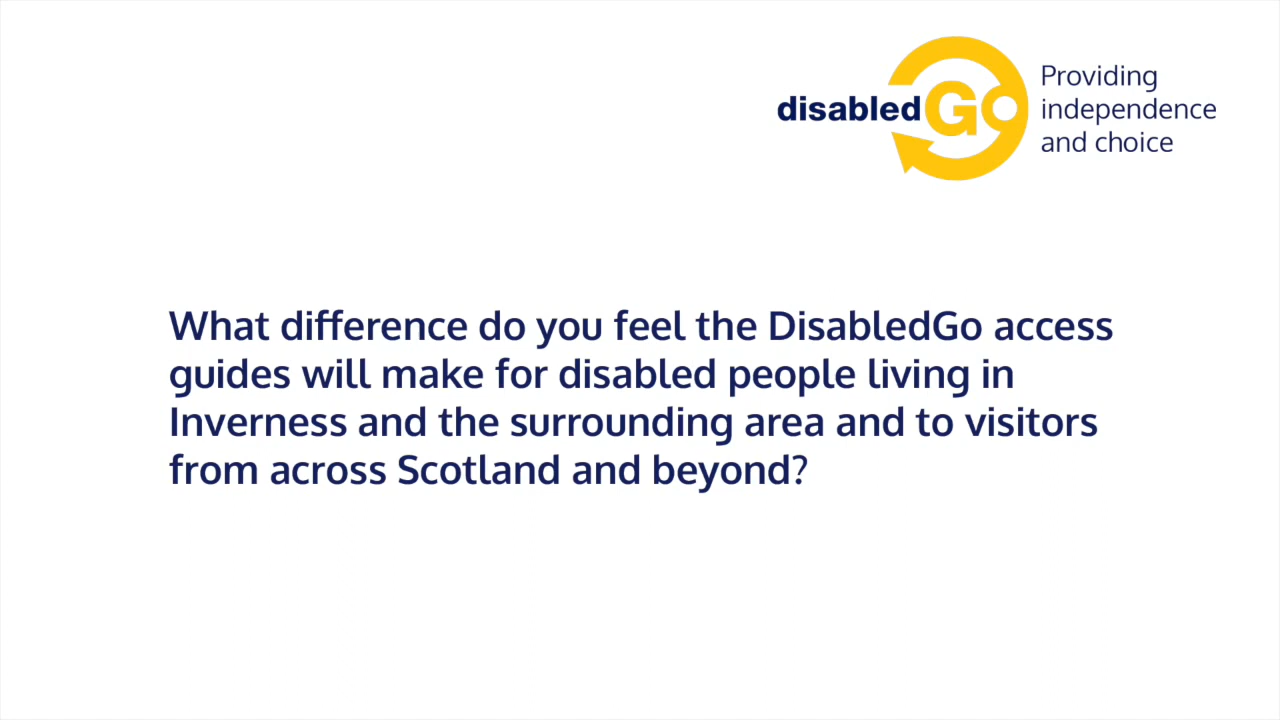 disabledGo
Providing
independence
and choice
What difference do you feel the DisabledGo access
guides will make for disabled people living in
Inverness and the surrounding area and to visitors
from across Scotland and beyond?